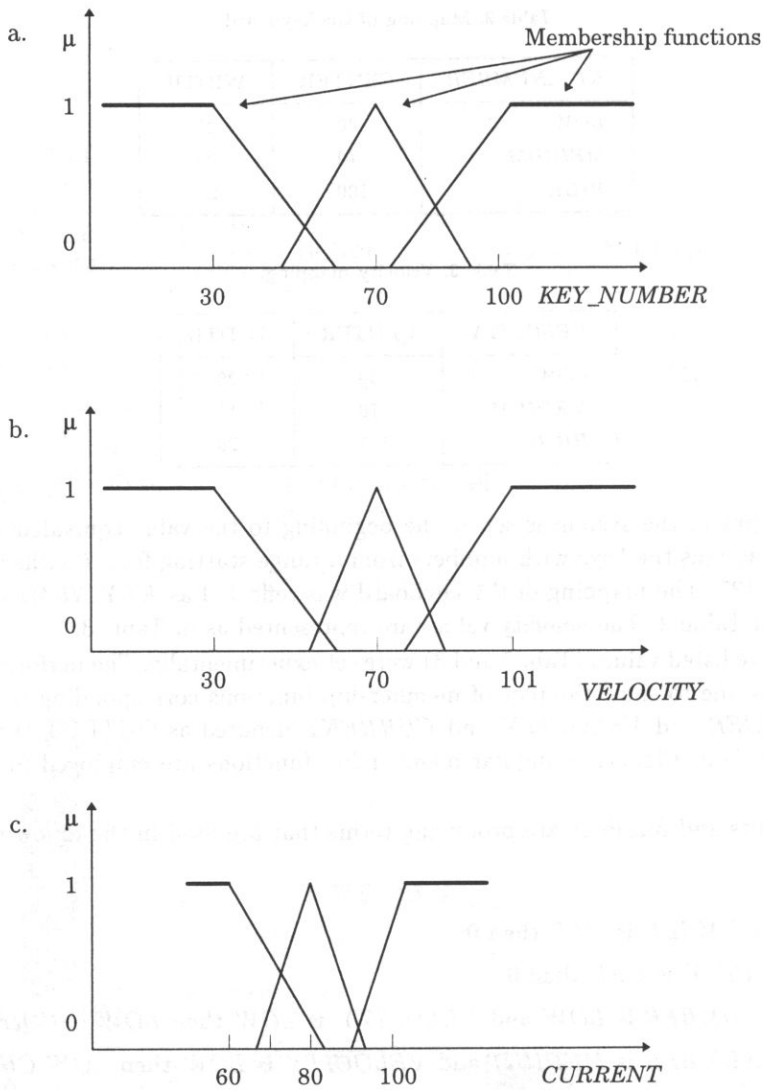 a.
μ
Membership functions
1
0
30 70 100 KEY_NUMBER
b.
μ
1
0
30 70 101
VELOCITY
c.
μ
1
0
60 80 100 CURRENT